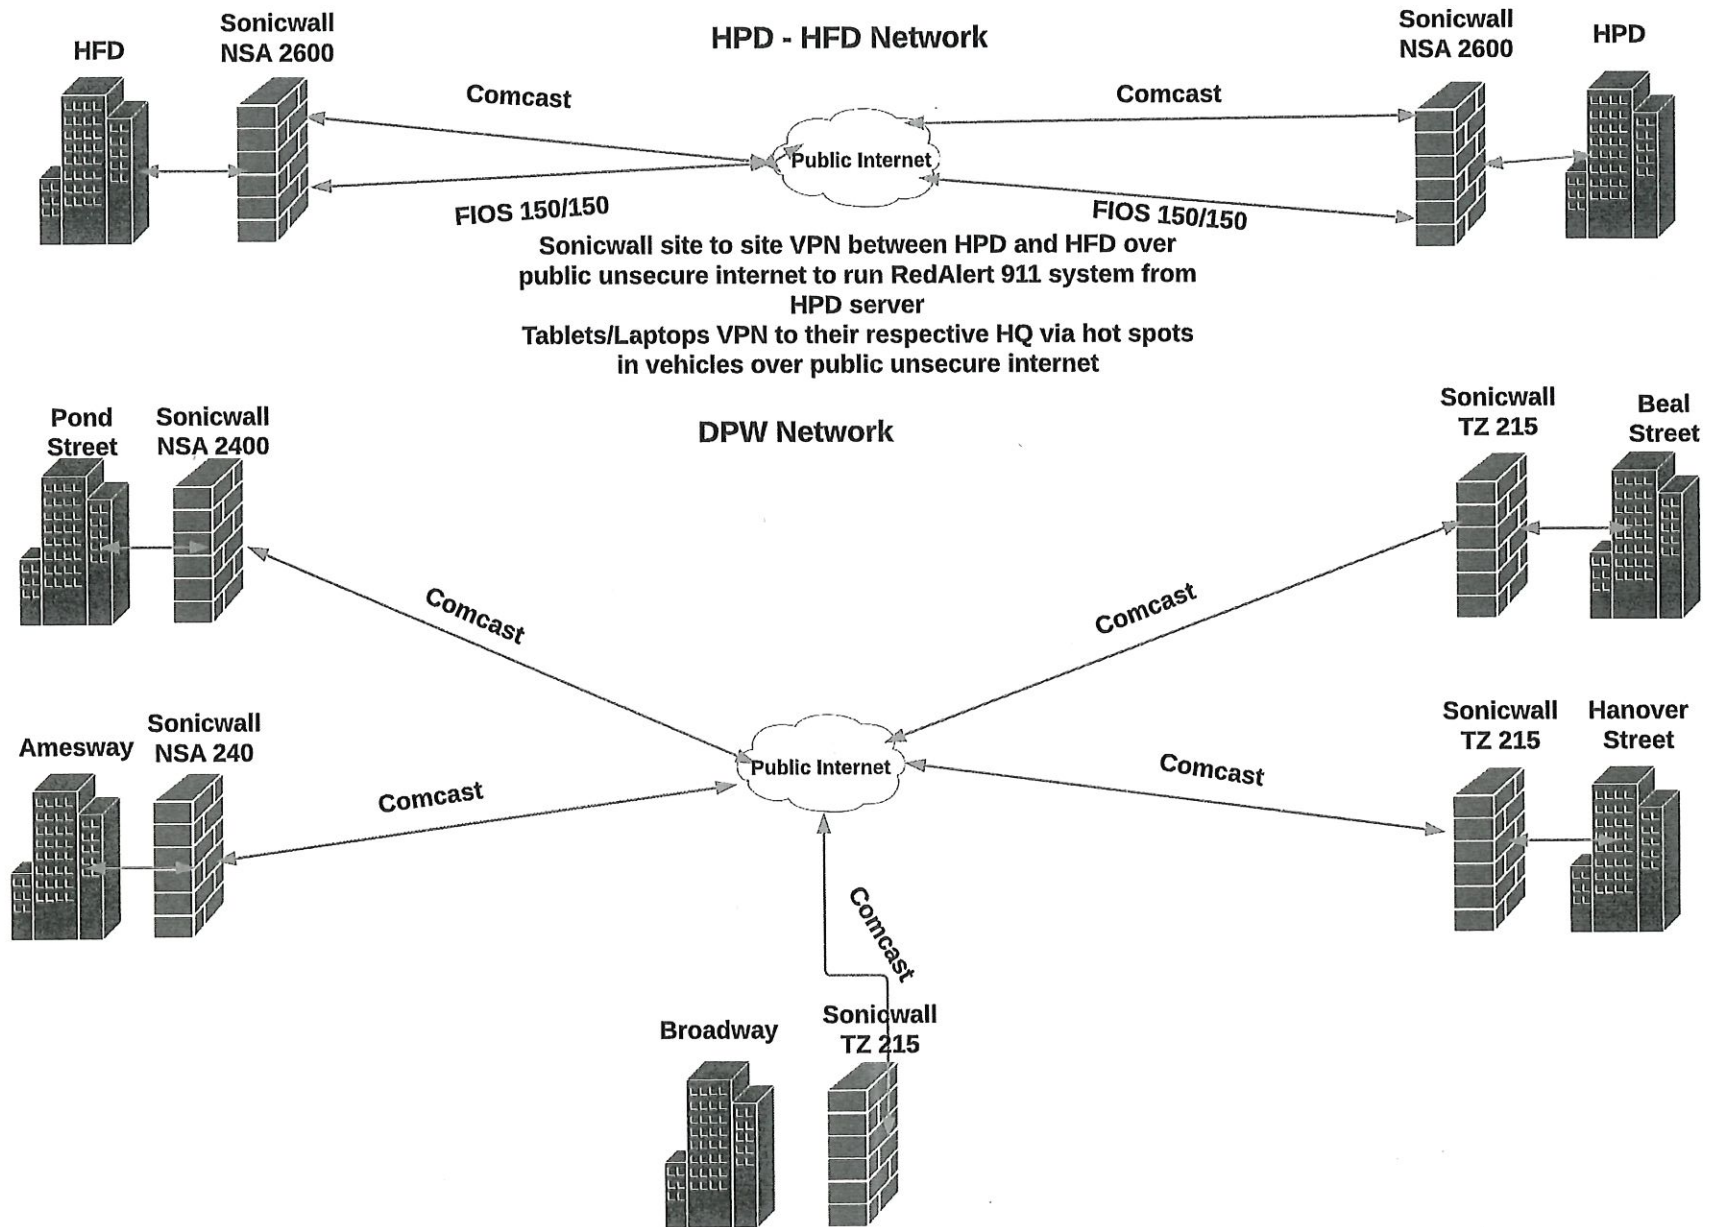 HPD - HFD Network
HFD
Sonicwall
NSA 2600
Comcast
FIOS 150/150
Public Internet
Comcast
FIOS 150/150
Sonicwall
NSA 2600
HPD
Sonicwall site to site VPN between HPD and HFD over
public unsecure internet to run RedAlert 911 system from
HPD server
Tablets/Laptops VPN to their respective HQ via hot spots
in vehicles over public unsecure internet
DPW Network
Pond
Street
Sonicwall
NSA 2400
Comcast
Sonicwall
TZ 215
Beal
Street
Comcast
Amesway
Sonicwall
NSA 240
Comcast
Public Internet
Comcast
Sonicwall
TZ 215
Hanover
Street
Comcast
Broadway
Sonicwall
TZ 215